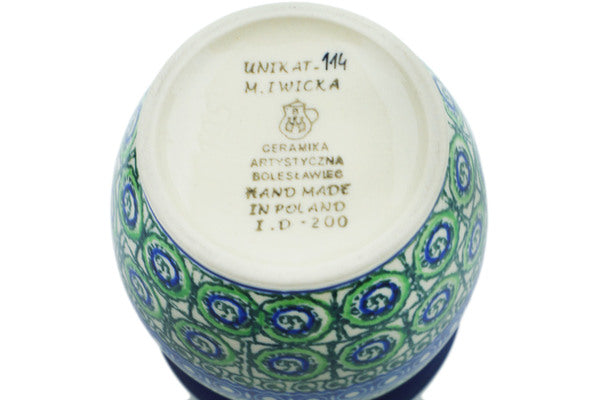 UNIKAT-114
M.IWICKA
CERAMIKA
ARTYSTYCZNA
BOLESŁAWIEC
HAND MADE
IN POLAND
I.D-200